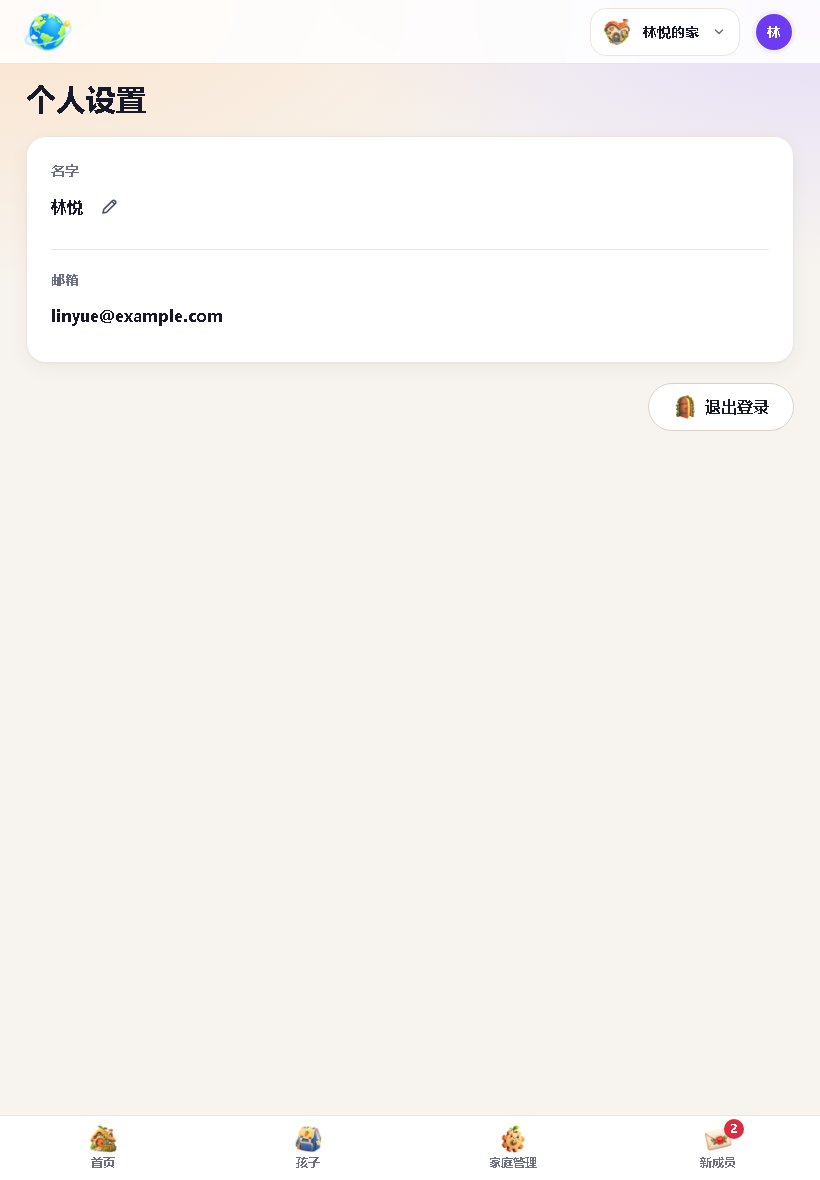 林悦的家
林
个人设置
名字
林悦
邮箱
linyue@example.com
退出登录
首页
孩子
家庭管理
2
新成员